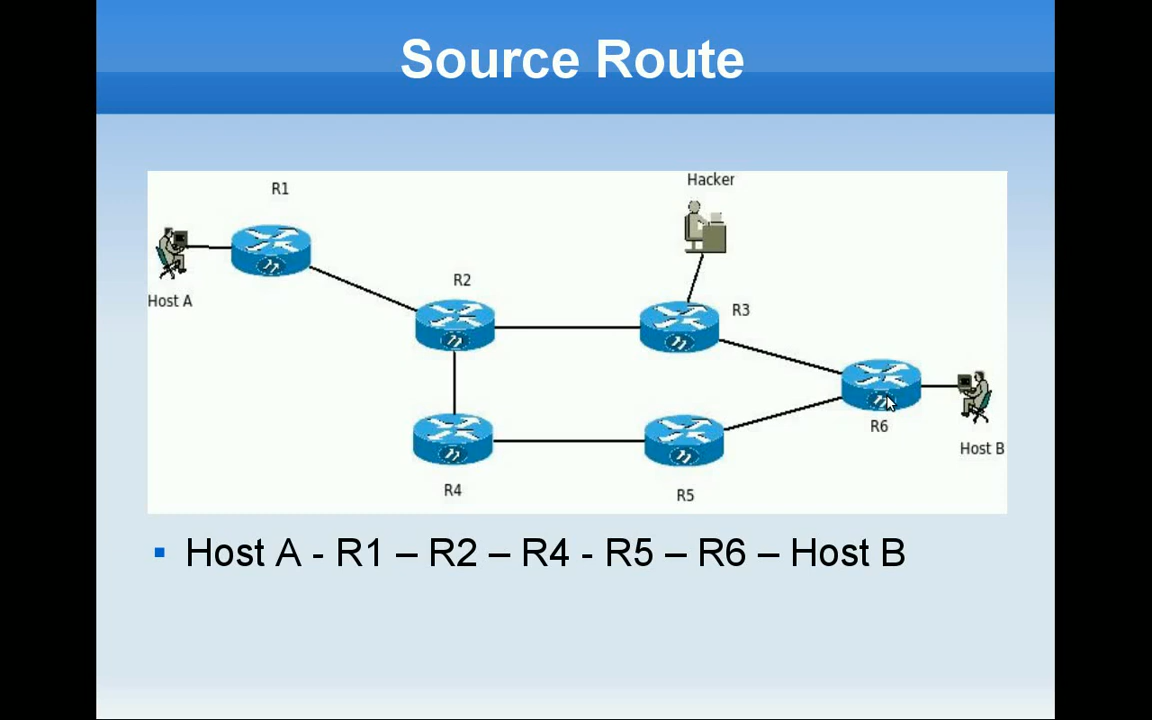 Source Route
R1
Hacker
Host A
R2
R3
R6
Host B
R4
R5
Host A - R1 – R2 – R4 - R5 – R6 – Host B